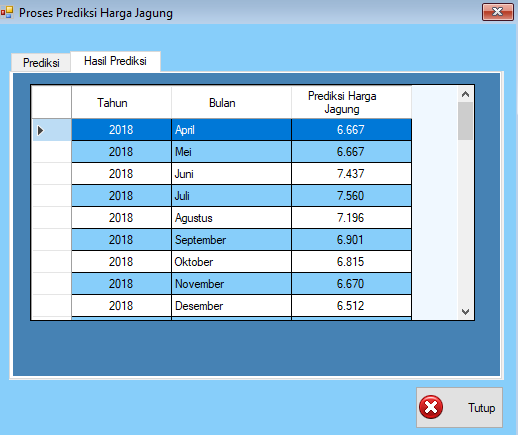 Proses Prediksi Harga Jagung
Prediksi Hasil Prediksi
Tahun Bulan Prediksi Harga Jagung
2018 April 6.667
2018 Mei 6.667
2018 Juni 7.437
2018 Juli 7.560
2018 Agustus 7.196
2018 September 6.901
2018 Oktober 6.815
2018 November 6.670
2018 Desember 6.512
Tutup